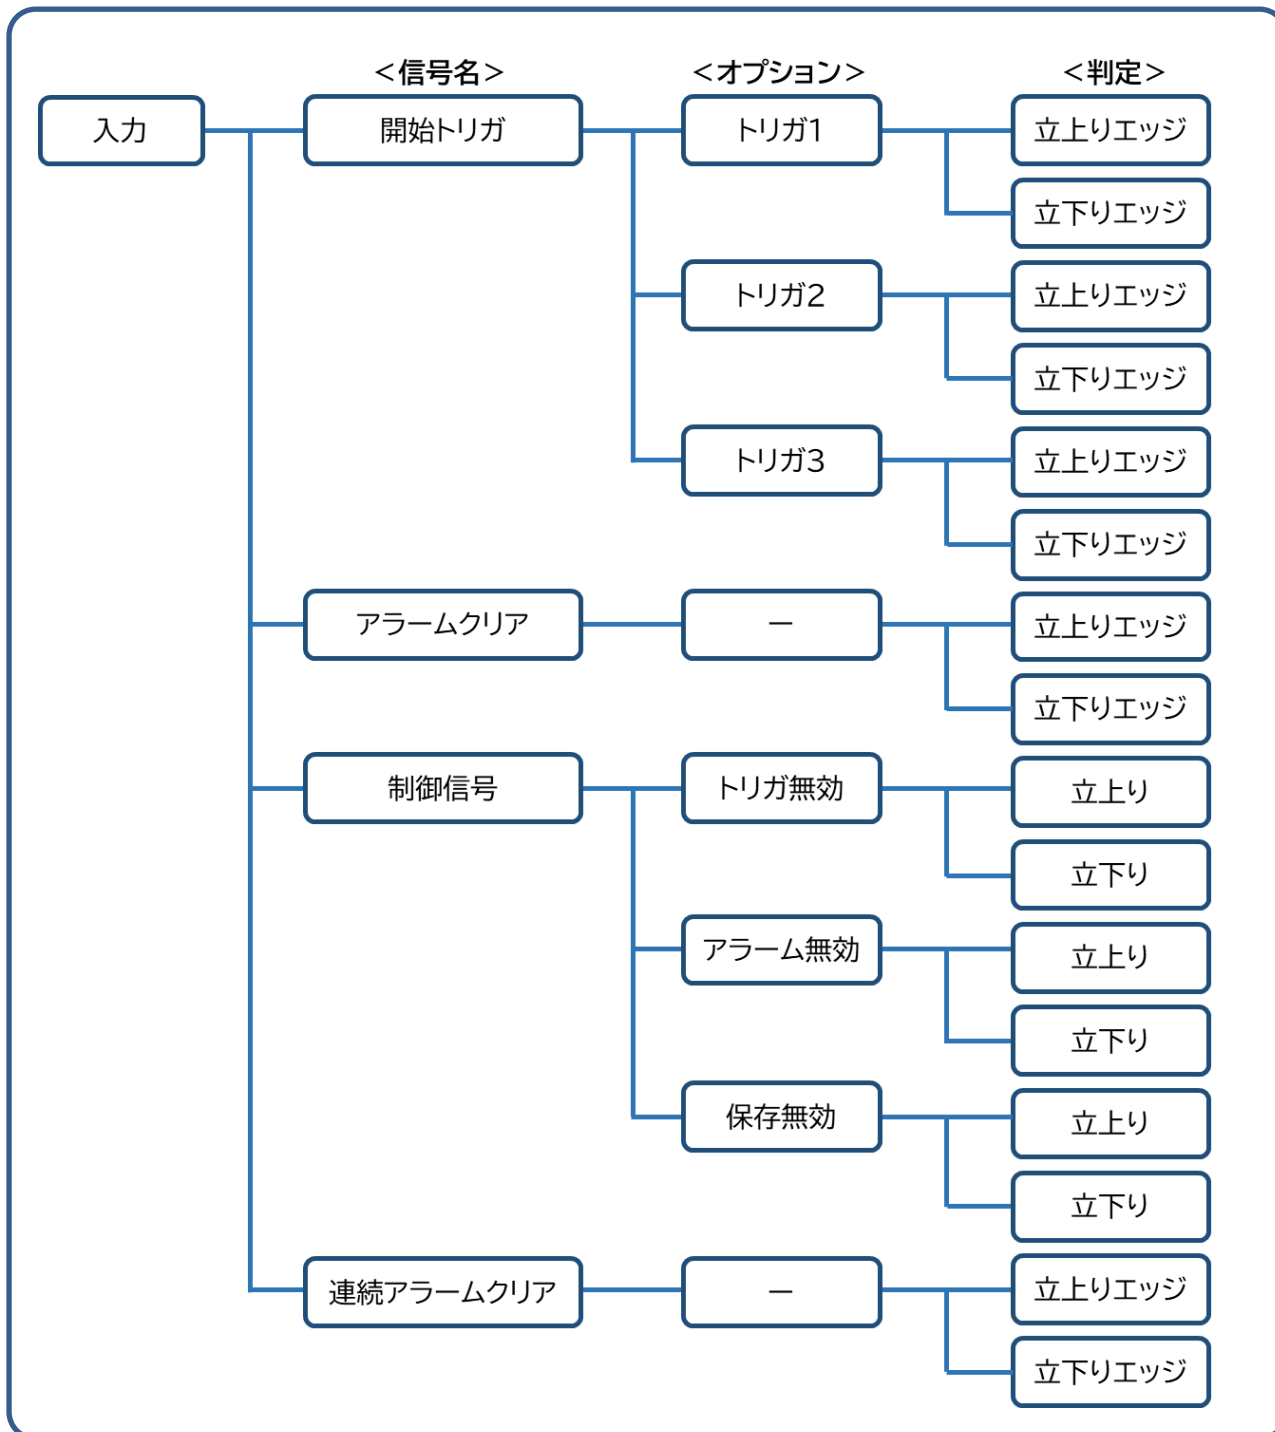 ＜信号名＞ ＜オプション＞ ＜判定＞
入力 開始トリガ トリガ1 立上りエッジ
立下りエッジ
トリガ2 立上りエッジ
立下りエッジ
トリガ3 立上りエッジ
立下りエッジ
アラームクリア － 立上りエッジ
立下りエッジ
制御信号 トリガ無効 立上り
立下り
アラーム無効 立上り
立下り
保存無効 立上り
立下り
連続アラームクリア － 立上りエッジ
立下りエッジ